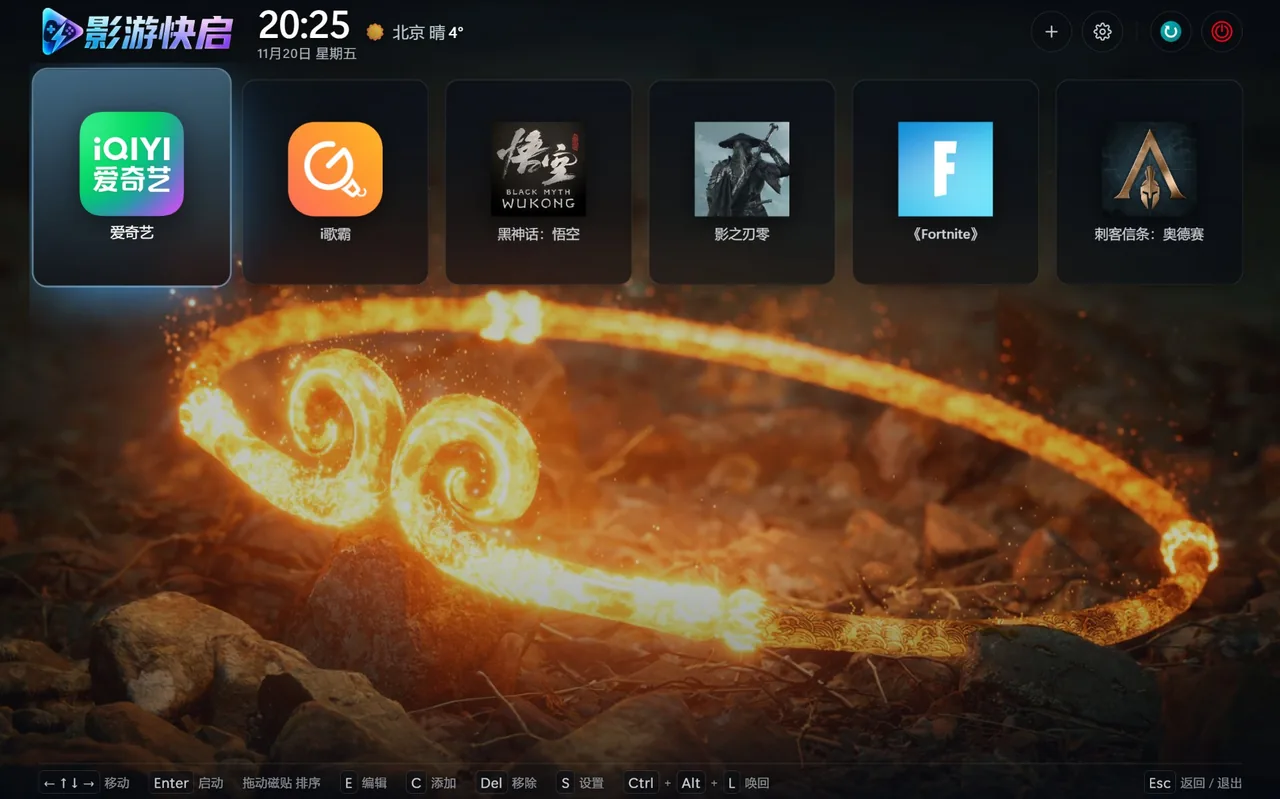 影游快启
20:25
北京 晴 4°
11月20日 星期五
iQIYI
爱奇艺
爱奇艺
i歌霸
悟空
BLACK MYTH
WUKONG
黑神话：悟空
影之刃零
F
《Fortnite》
刺客信条：奥德赛
←↑↓→ 移动 Enter 启动 拖动磁贴 排序 E 编辑 C 添加 Del 移除 S 设置 Ctrl + Alt + L 唤回 Esc 返回 / 退出